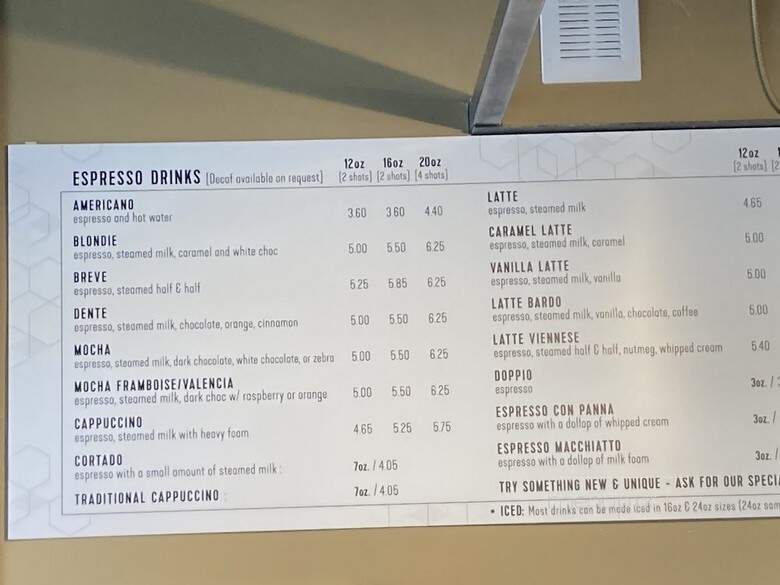 ESPRESSO DRINKS (Decaf available on request) 12oz 16oz 20oz
(2 shots) (2 shots) (4 shots)
AMERICANO 3.60 3.60 4.40
espresso and hot water
BLONDIE 5.00 5.50 6.25
espresso, steamed milk, caramel and white choc
BREVE 5.25 5.85 6.25
espresso, steamed half & half
DENTE 5.00 5.50 6.25
espresso, steamed milk, chocolate, orange, cinnamon
MOCHA 5.00 5.50 6.25
espresso, steamed milk, dark chocolate, white chocolate, or zebra
MOCHA FRAMBOISE/VALENCIA 5.00 5.50 6.25
espresso, steamed milk, dark choc w/ raspberry or orange
CAPPUCCINO 4.65 5.25 5.75
espresso, steamed milk with heavy foam
CORTADO 7oz. / 4.05
espresso with a small amount of steamed milk :
TRADITIONAL CAPPUCCINO : 7oz. / 4.05
12oz
(2 shots) (2
LATTE 4.65
espresso, steamed milk
CARAMEL LATTE 5.00
espresso, steamed milk, caramel
VANILLA LATTE 5.00
espresso, steamed milk, vanilla
LATTE BARDO 5.00
espresso, steamed milk, vanilla, chocolate, coffee
LATTE VIENNESE 5.40
espresso, steamed half & half, nutmeg, whipped cream
DOPPIO 3oz. /
espresso
ESPRESSO CON PANNA 3oz. /
espresso with a dollop of whipped cream
ESPRESSO MACCHIATTO 3oz. /
espresso with a dollop of milk foam
TRY SOMETHING NEW & UNIQUE - ASK FOR OUR SPECI
• ICED: Most drinks can be made iced in 16oz & 24oz sizes (24oz sam